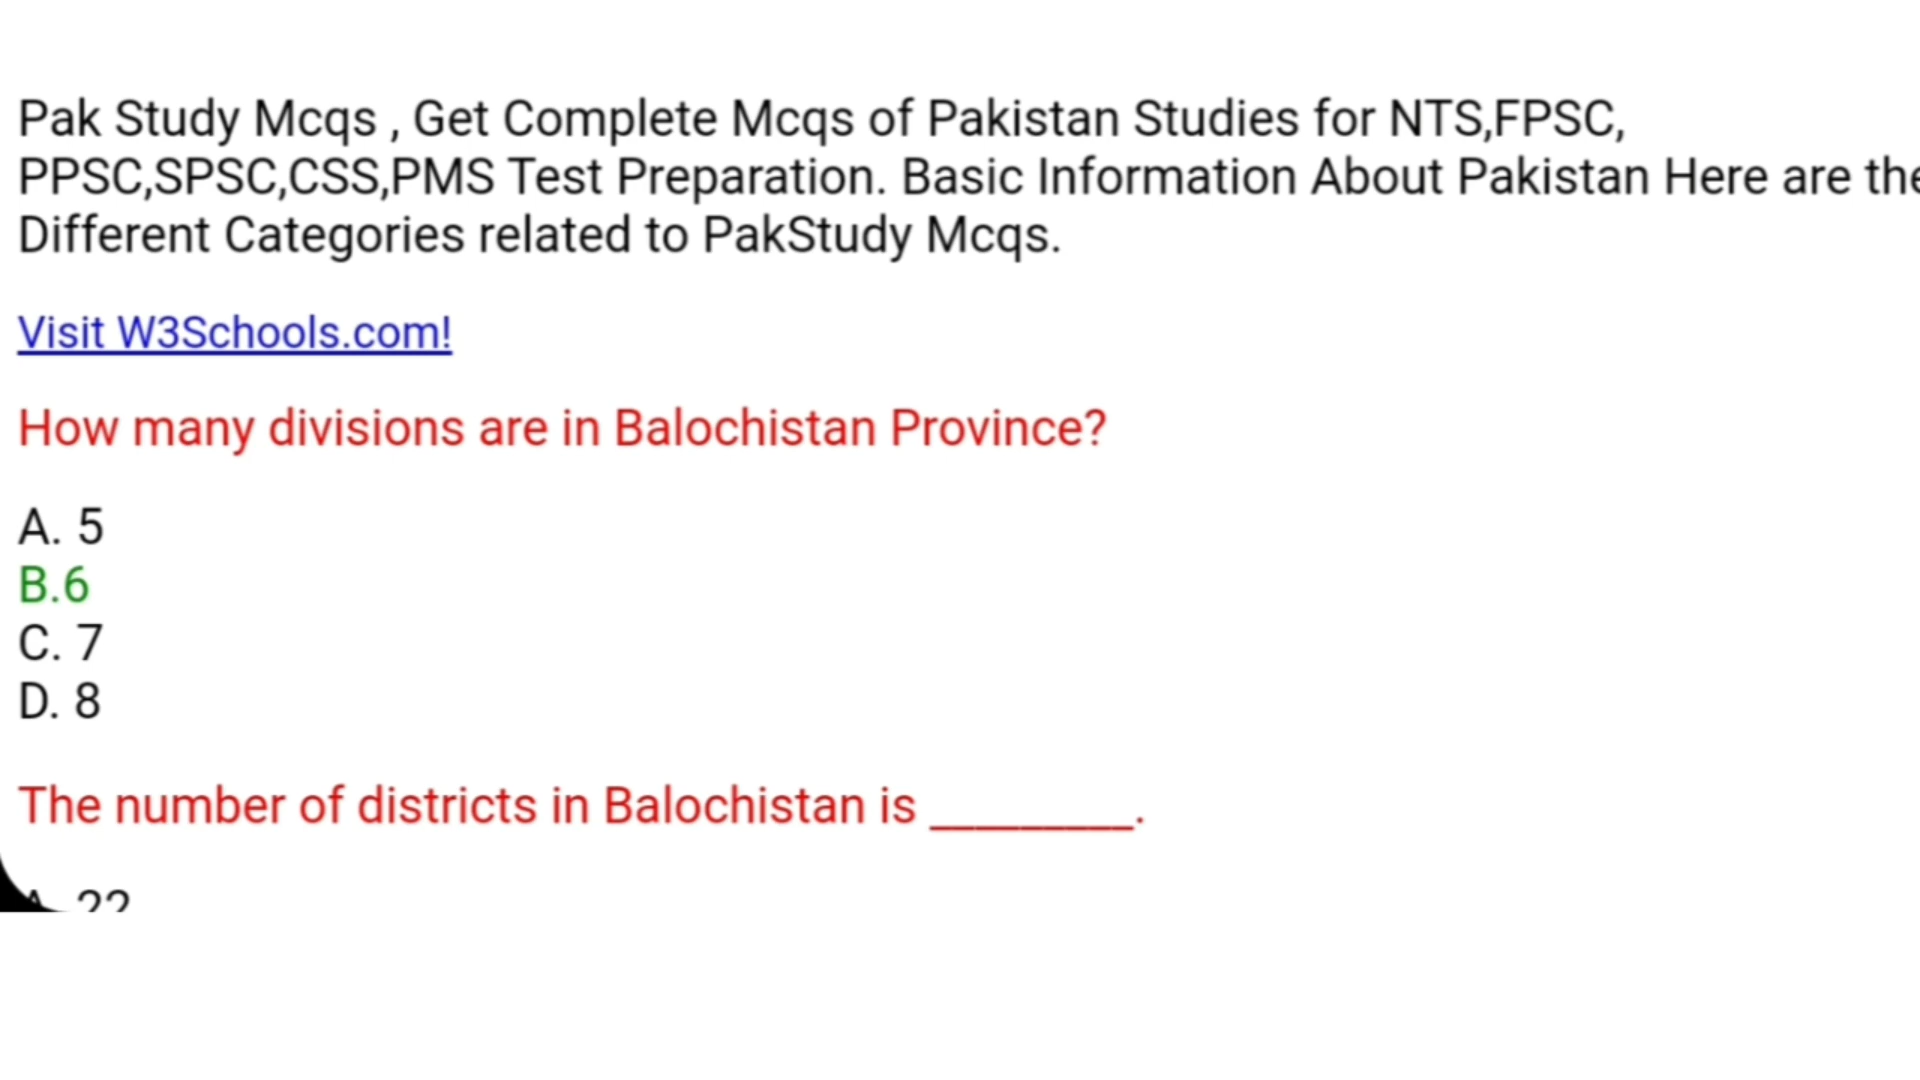 Pak Study Mcqs , Get Complete Mcqs of Pakistan Studies for NTS,FPSC,
PPSC,SPSC,CSS,PMS Test Preparation. Basic Information About Pakistan Here are the
Different Categories related to PakStudy Mcqs.
Visit W3Schools.com!
How many divisions are in Balochistan Province?
A. 5
B.6
C. 7
D. 8
The number of districts in Balochistan is _________.
A. 22